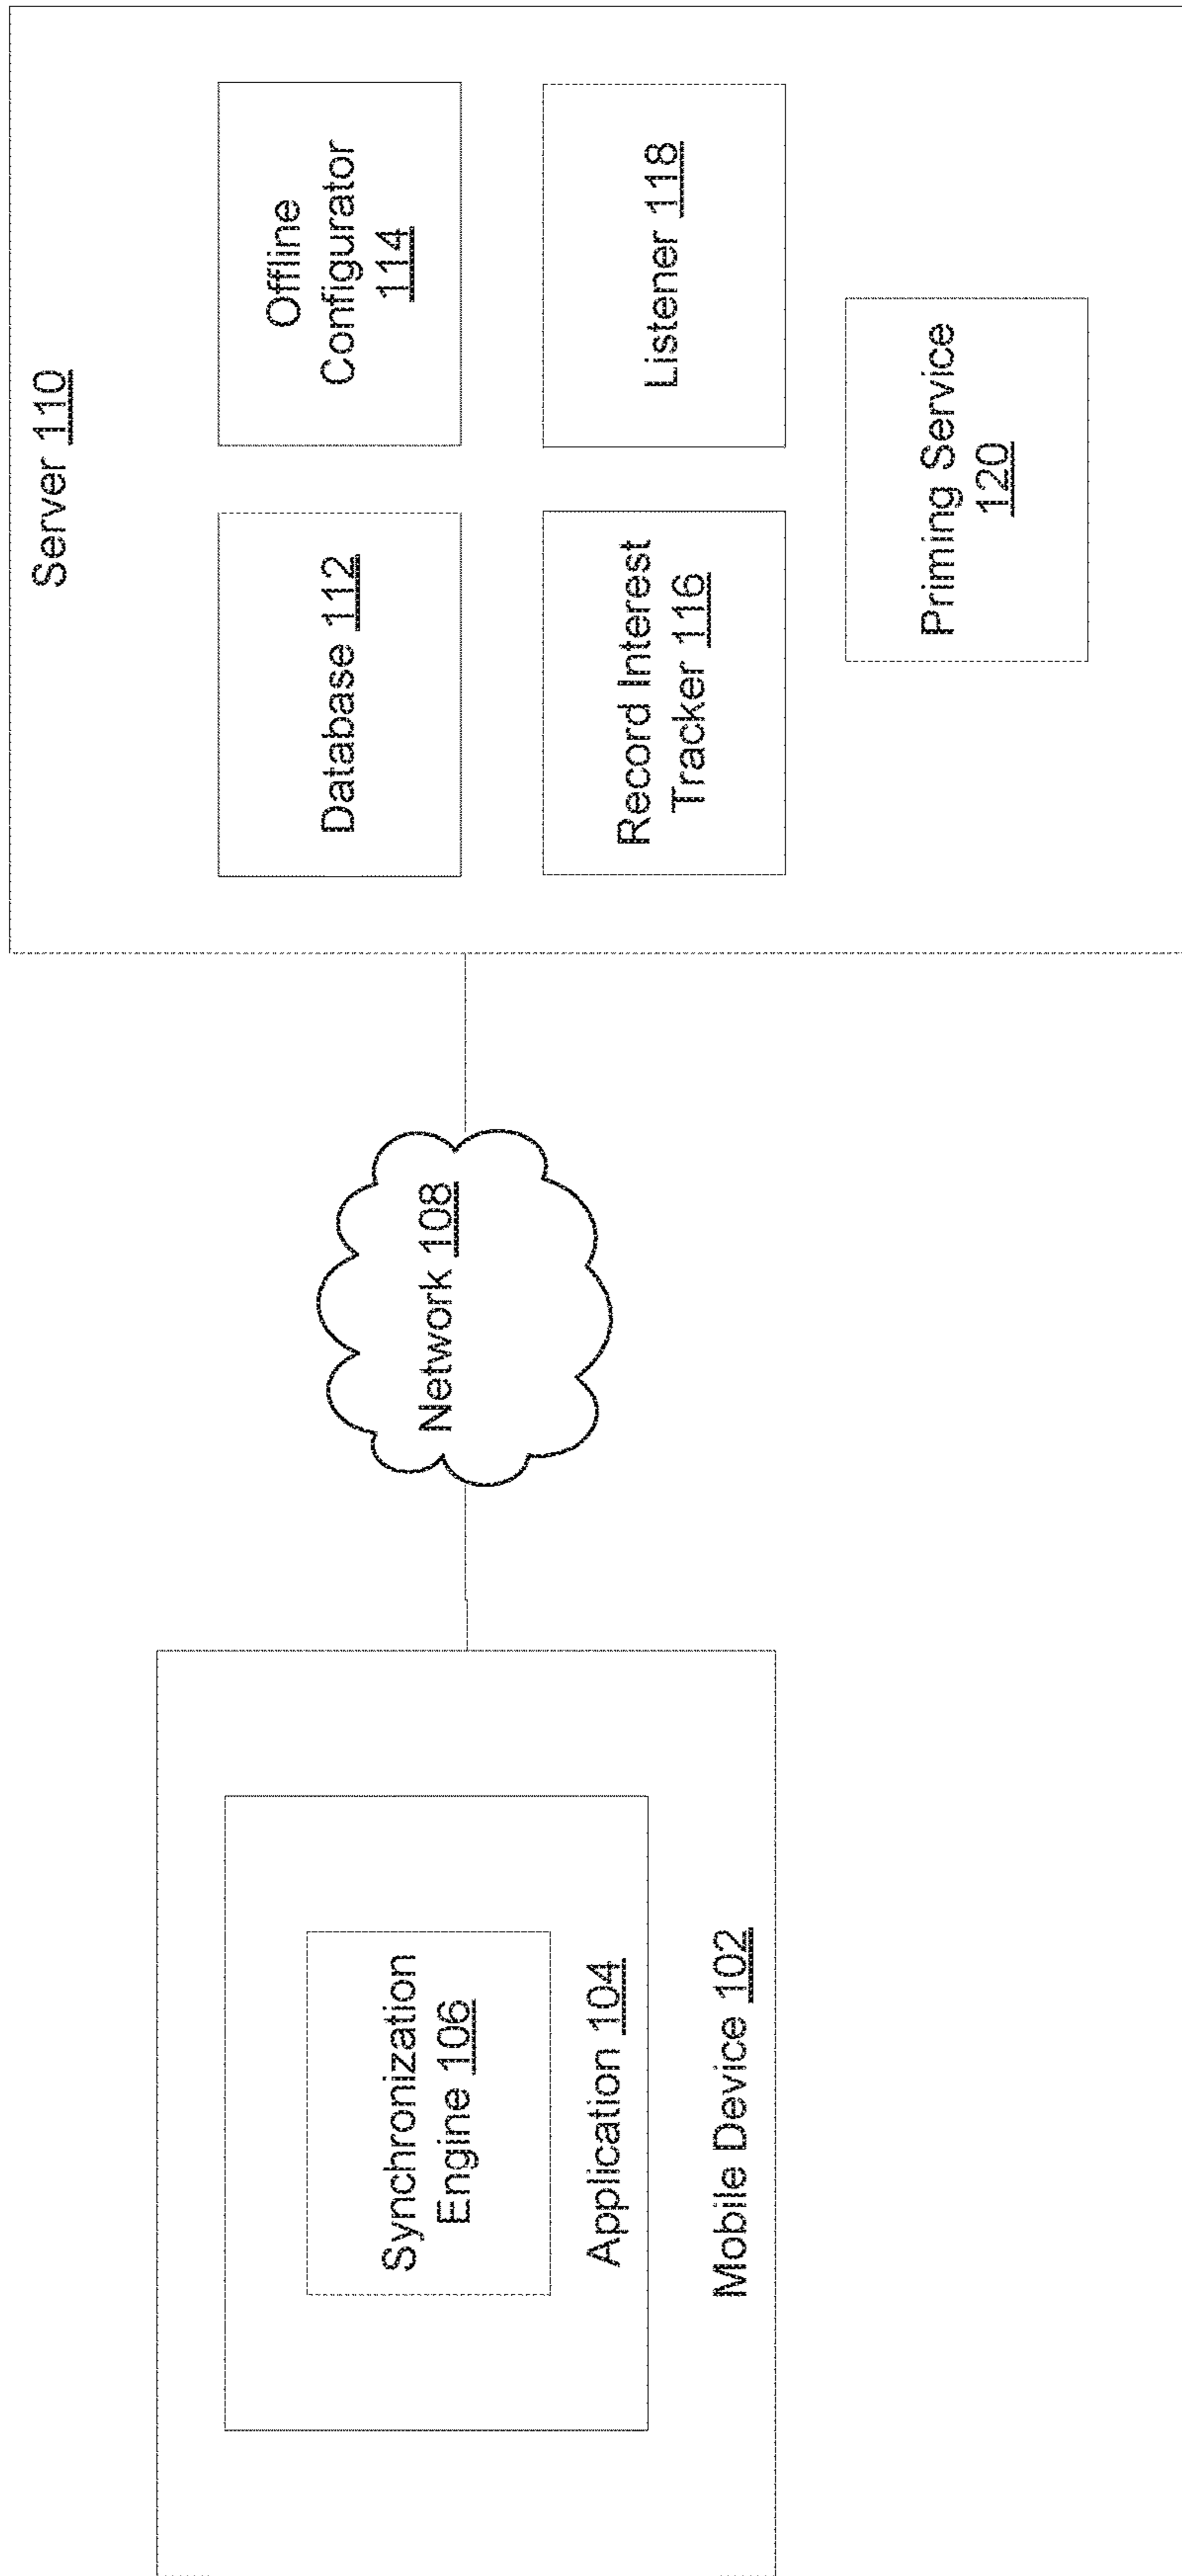 Synchronization
Engine 106
Application 104
Mobile Device 102
Network 108
Server 110
Database 112
Offline
Configurator
114
Record Interest
Tracker 116
Listener 118
Priming Service
120